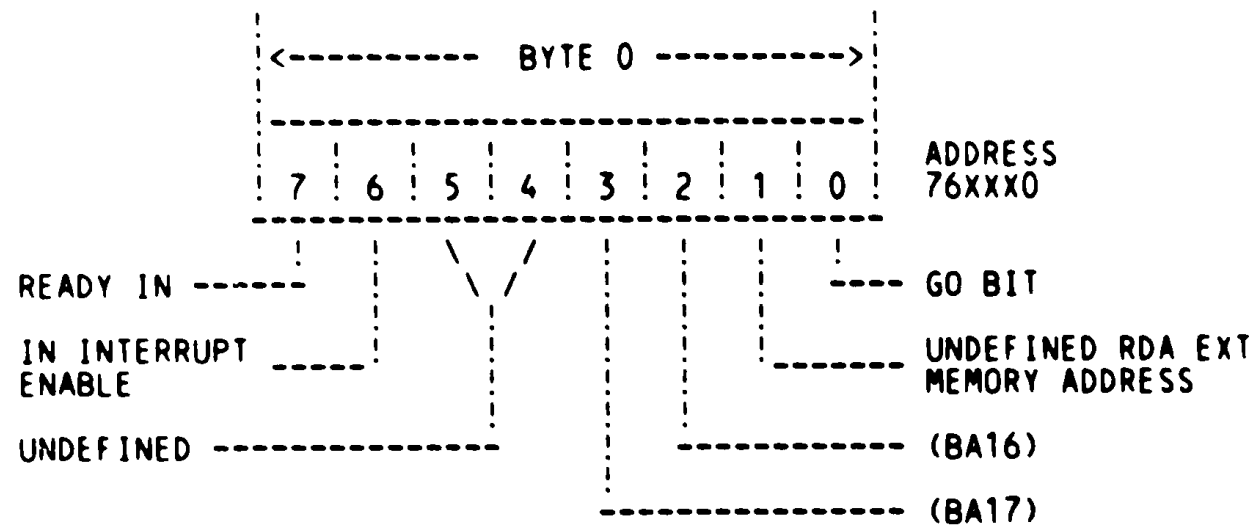 BYTE 0
ADDRESS
7 6 5 4 3 2 1 0 76XXX0
READY IN GO BIT
IN INTERRUPT UNDEFINED RDA EXT
ENABLE MEMORY ADDRESS
UNDEFINED (BA16)
(BA17)